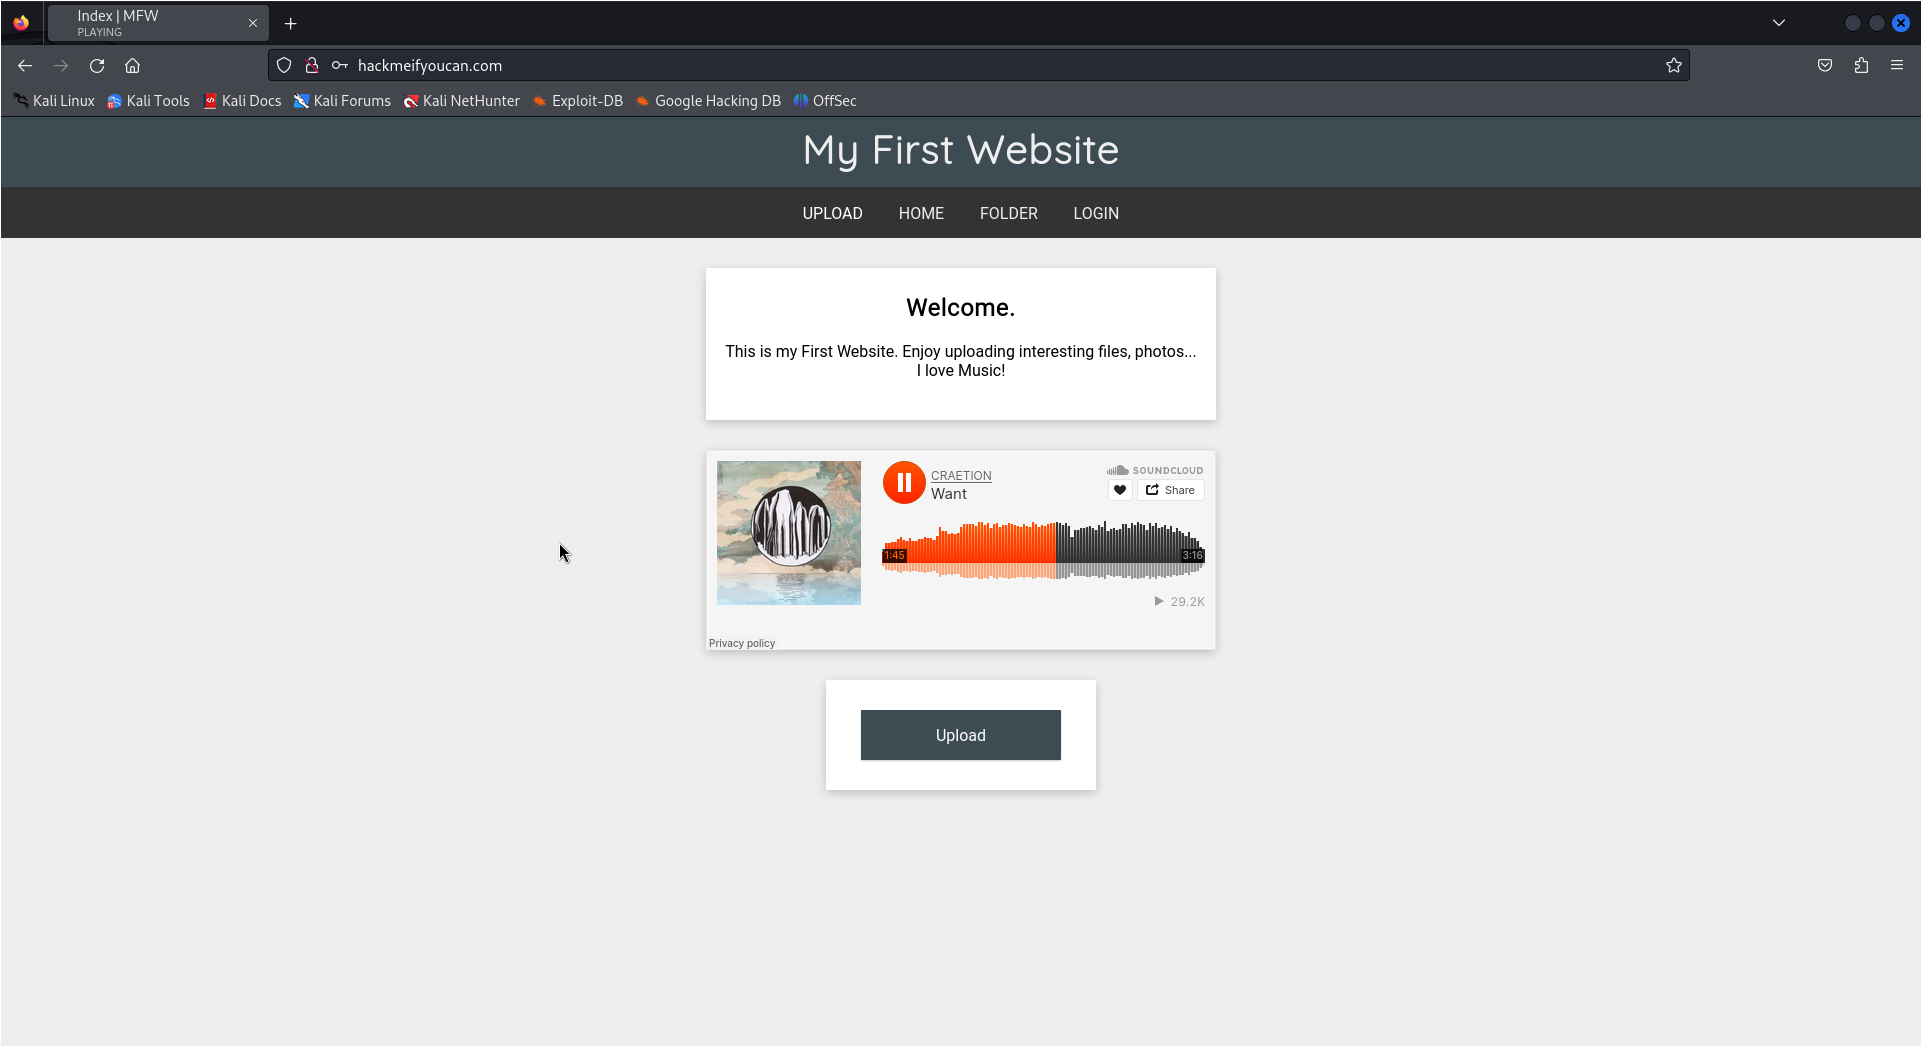 Index | MFW
PLAYING
hackmeifyoucan.com
Kali Linux Kali Tools Kali Docs Kali Forums Kali NetHunter Exploit-DB Google Hacking DB OffSec
My First Website
UPLOAD HOME FOLDER LOGIN
Welcome.
This is my First Website. Enjoy uploading interesting files, photos...
I love Music!
CRAETION
Want
SOUNDCLOUD
Share
1:45
3:16
29.2K
Privacy policy
Upload